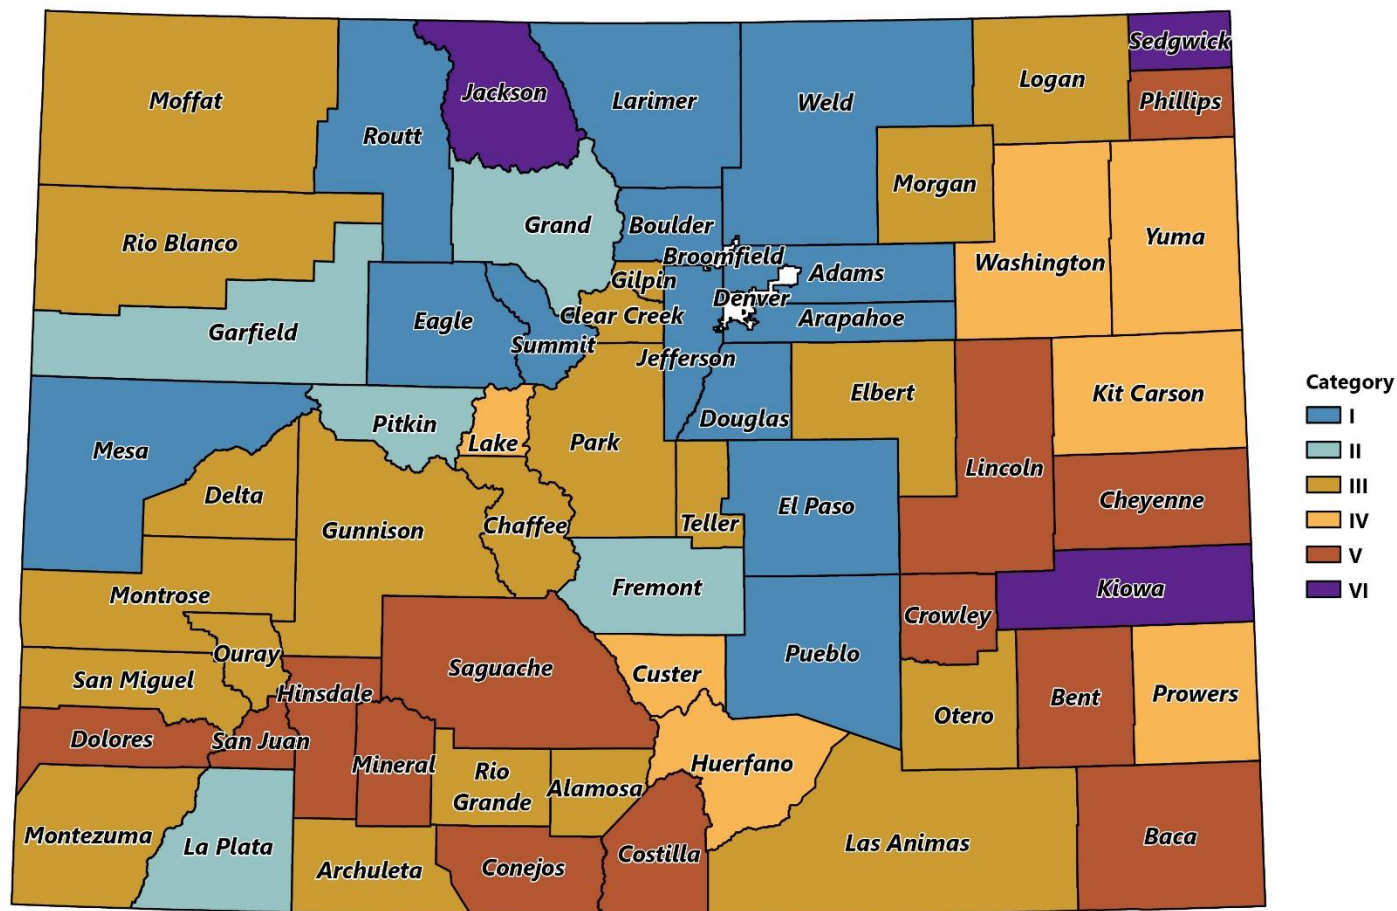 Sedgwick
Moffat
Jackson
Larimer
Weld
Logan
Phillips
Routt
Morgan
Grand
Boulder
Yuma
Rio Blanco
Broomfield
Washington
Adams
Gilpin
Denver
Clear Creek
Arapahoe
Garfield
Eagle
Summit
Jefferson
Category
I
II
III
IV
V
VI
Elbert
Kit Carson
Pitkin
Douglas
Mesa
Lake
Park
Lincoln
Delta
Cheyenne
Gunnison
Chaffee
Teller
El Paso
Montrose
Fremont
Kiowa
Crowley
Ouray
Saguache
Pueblo
San Miguel
Custer
Hinsdale
Bent
Prowers
Otero
Dolores
San Juan
Mineral
Rio
Grande
Alamosa
Huerfano
Montezuma
La Plata
Archuleta
Conejos
Costilla
Las Animas
Baca